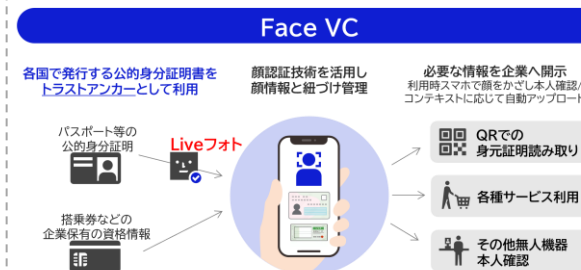 Face VC
各国で発行する公的身分証明書を
トラストアンカーとして利用
顔認証技術を活用し
顔情報と紐づけ管理
必要な情報を企業へ開示
利用時スマホで顔をかざし本人確認/
コンテキストに応じて自動アップロード
パスポート等の
公的身分証明
Liveフォト
搭乗券などの
企業保有の資格情報
QRでの
身元証明読み取り
各種サービス利用
その他無人機器
本人確認